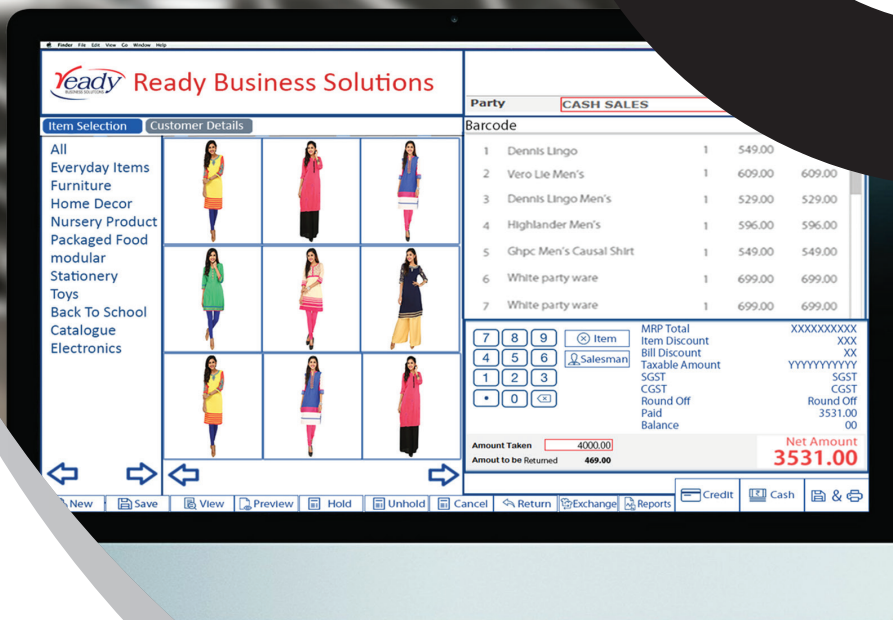 Finder File Edit View Go Window Help
Ready
BUSINESS SOLUTIONS
Ready Business Solutions
Party CASH SALES
Item Selection
Customer Details
Barcode
All
Everyday Items
Furniture
Home Decor
Nursery Product
Packaged Food
modular
Stationery
Toys
Back To School
Catalogue
Electronics
1 Dennis Lingo 1 549.00
2 Vero Lie Men's 1 609.00 609.00
3 Dennis Lingo Men's 1 529.00 529.00
4 Highlander Men's 1 596.00 596.00
5 Ghpc Men's Causal Shirt 1 549.00 549.00
6 White party ware 1 699.00 699.00
7 White party ware 1 699.00 699.00
7 8 9
4 5 6
1 2 3
. 0
Item
Salesman
MRP Total XXXXXXXXXX
Item Discount XXX
Bill Discount XX
Taxable Amount YYYYYYYYYYY
SGST SGST
CGST CGST
Round Off Round Off
Paid 3531.00
Balance 00
Amount Taken 4000.00
Amout to be Returned 469.00
Net Amount
3531.00
New Save View Preview Hold Unhold Cancel Return Exchange Reports
Credit Cash &